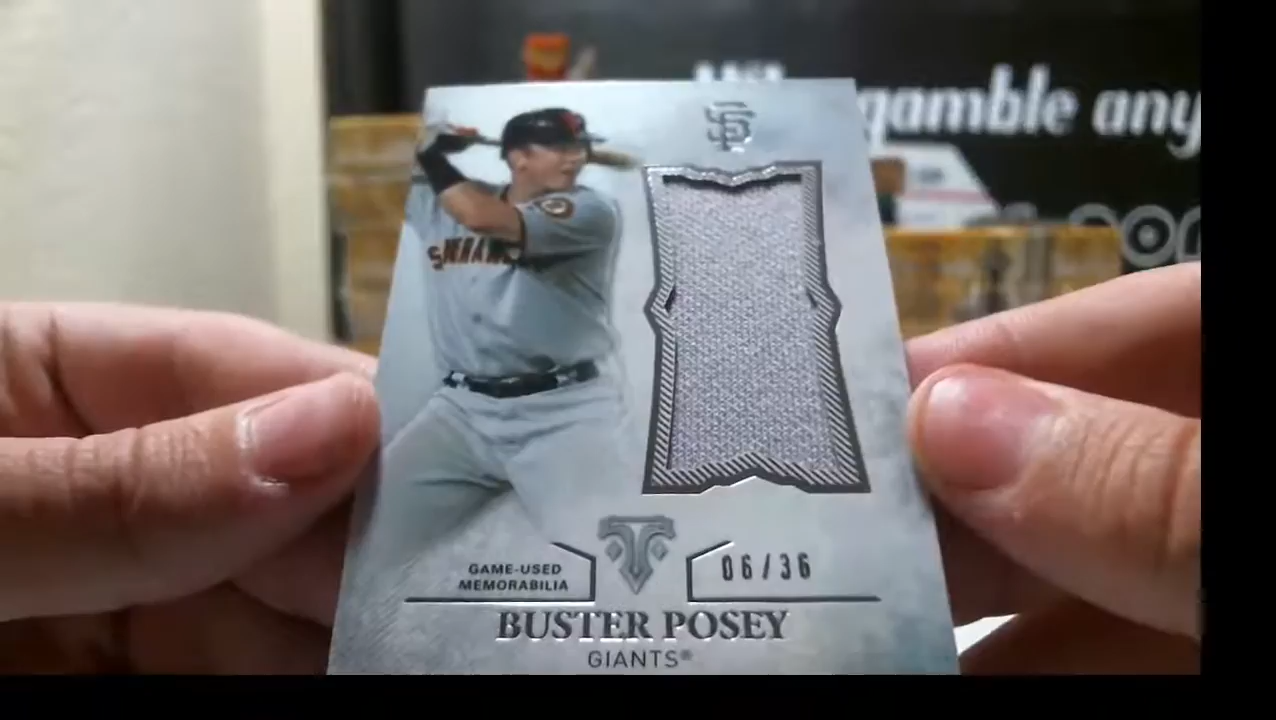 gamble any
SF
GAME-USED
MEMORABILIA
06/36
BUSTER POSEY
GIANTS®